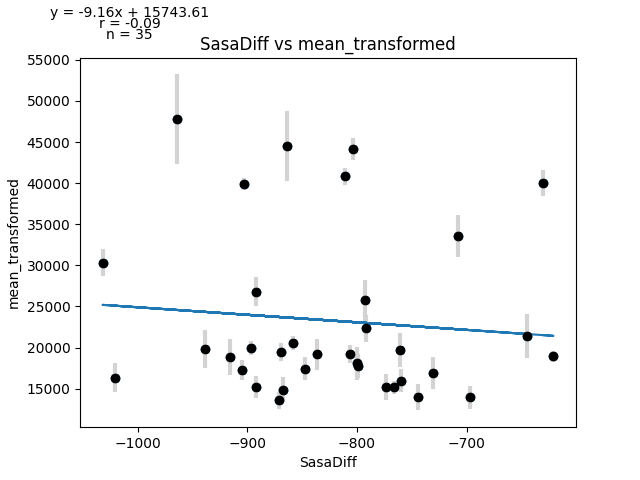 y = -9.16x + 15743.61
r = -0.09
n = 35
SasaDiff vs mean_transformed
55000
50000
45000
40000
35000
30000
25000
20000
15000
mean_transformed
−1000
−900
−800
−700
SasaDiff